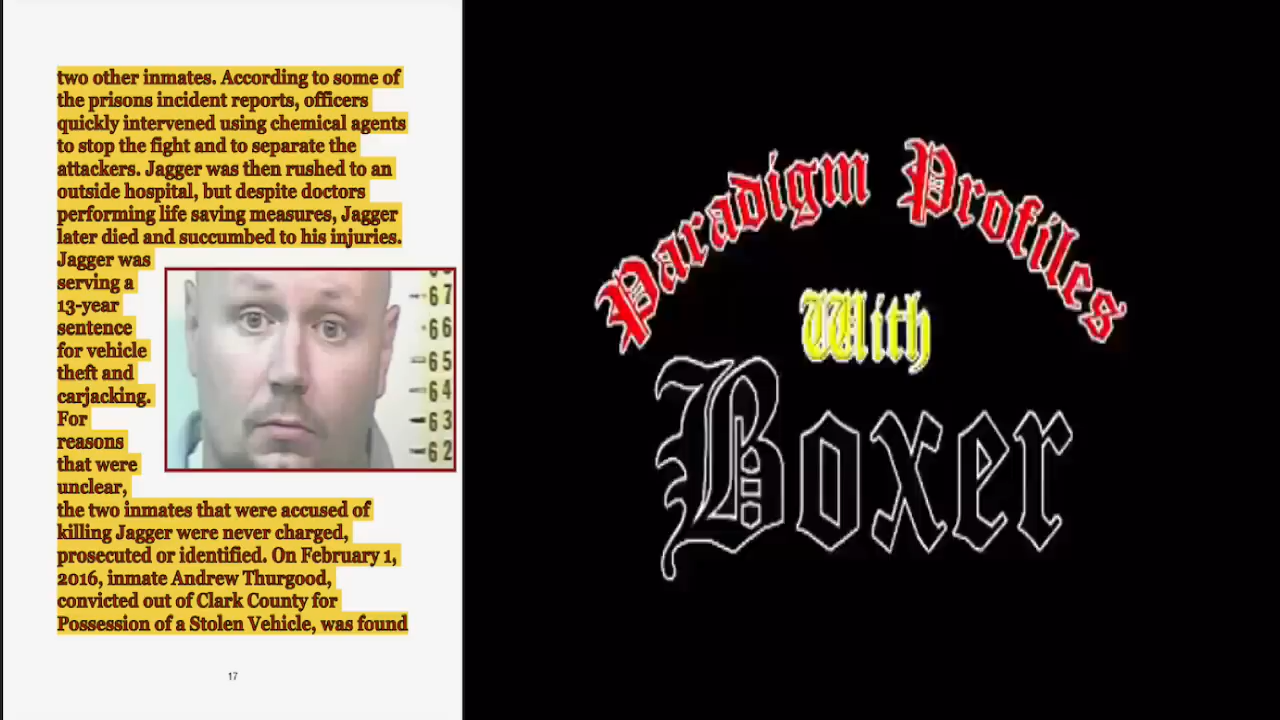 two other inmates. According to some of
the prisons incident reports, officers
quickly intervened using chemical agents
to stop the fight and to separate the
attackers. Jagger was then rushed to an
outside hospital, but despite doctors
performing life saving measures, Jagger
later died and succumbed to his injuries.
Jagger was
serving a
13-year
sentence
for vehicle
theft and
carjacking.
For
reasons
that were
unclear,
the two inmates that were accused of
killing Jagger were never charged,
prosecuted or identified. On February 1,
2016, inmate Andrew Thurgood,
convicted out of Clark County for
Possession of a Stolen Vehicle, was found
17
67
66
65
64
63
62
Paradigm Profiles
With
Boxer